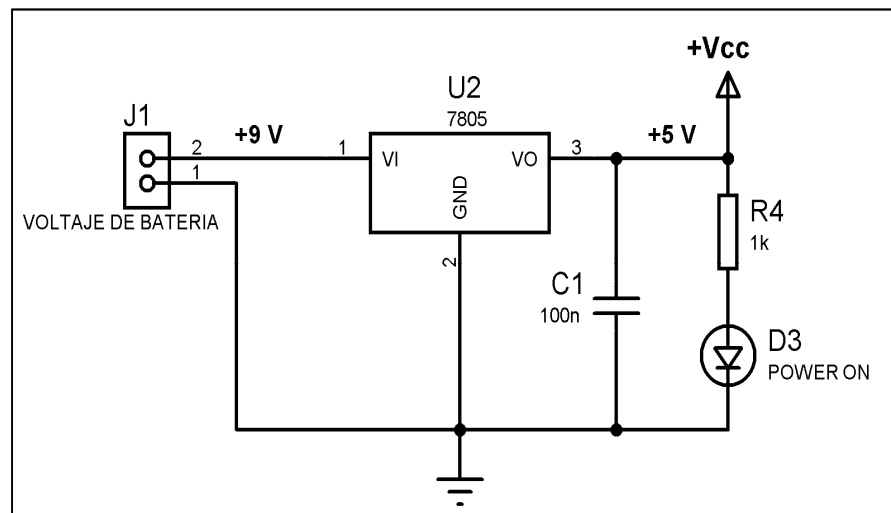 +Vcc
U2
7805
J1
+9 V
+5 V
2
1
3
1
VI
VO
GND
VOLTAJE DE BATERIA
R4
1k
2
C1
100n
D3
POWER ON